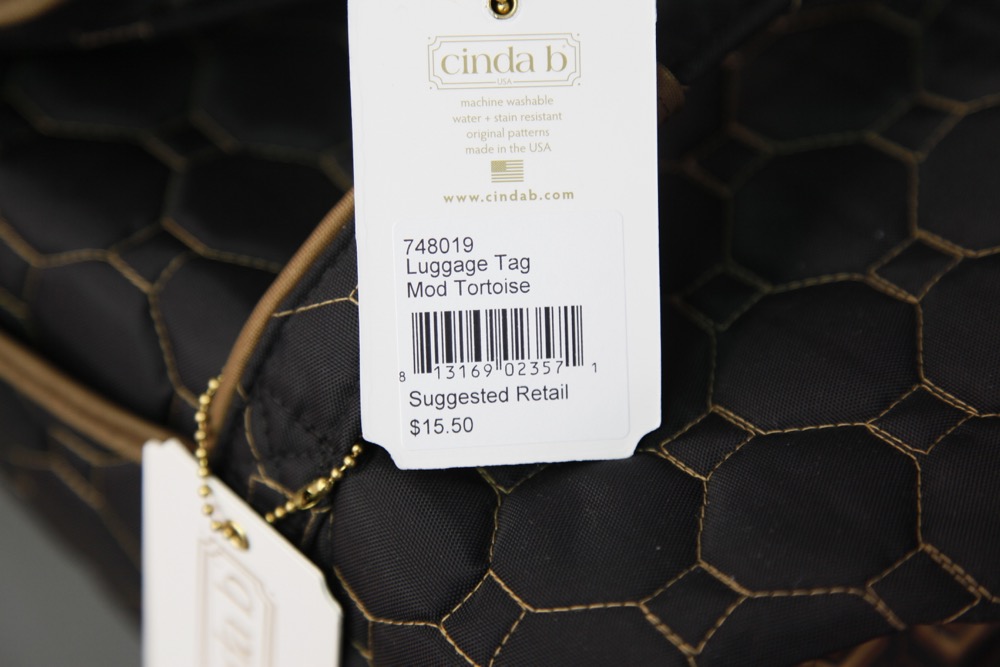 cinda b
USA
machine washable
water + stain resistant
original patterns
made in the USA
www.cindab.com
748019
Luggage Tag
Mod Tortoise
8 13169 02357 1
Suggested Retail
$15.50